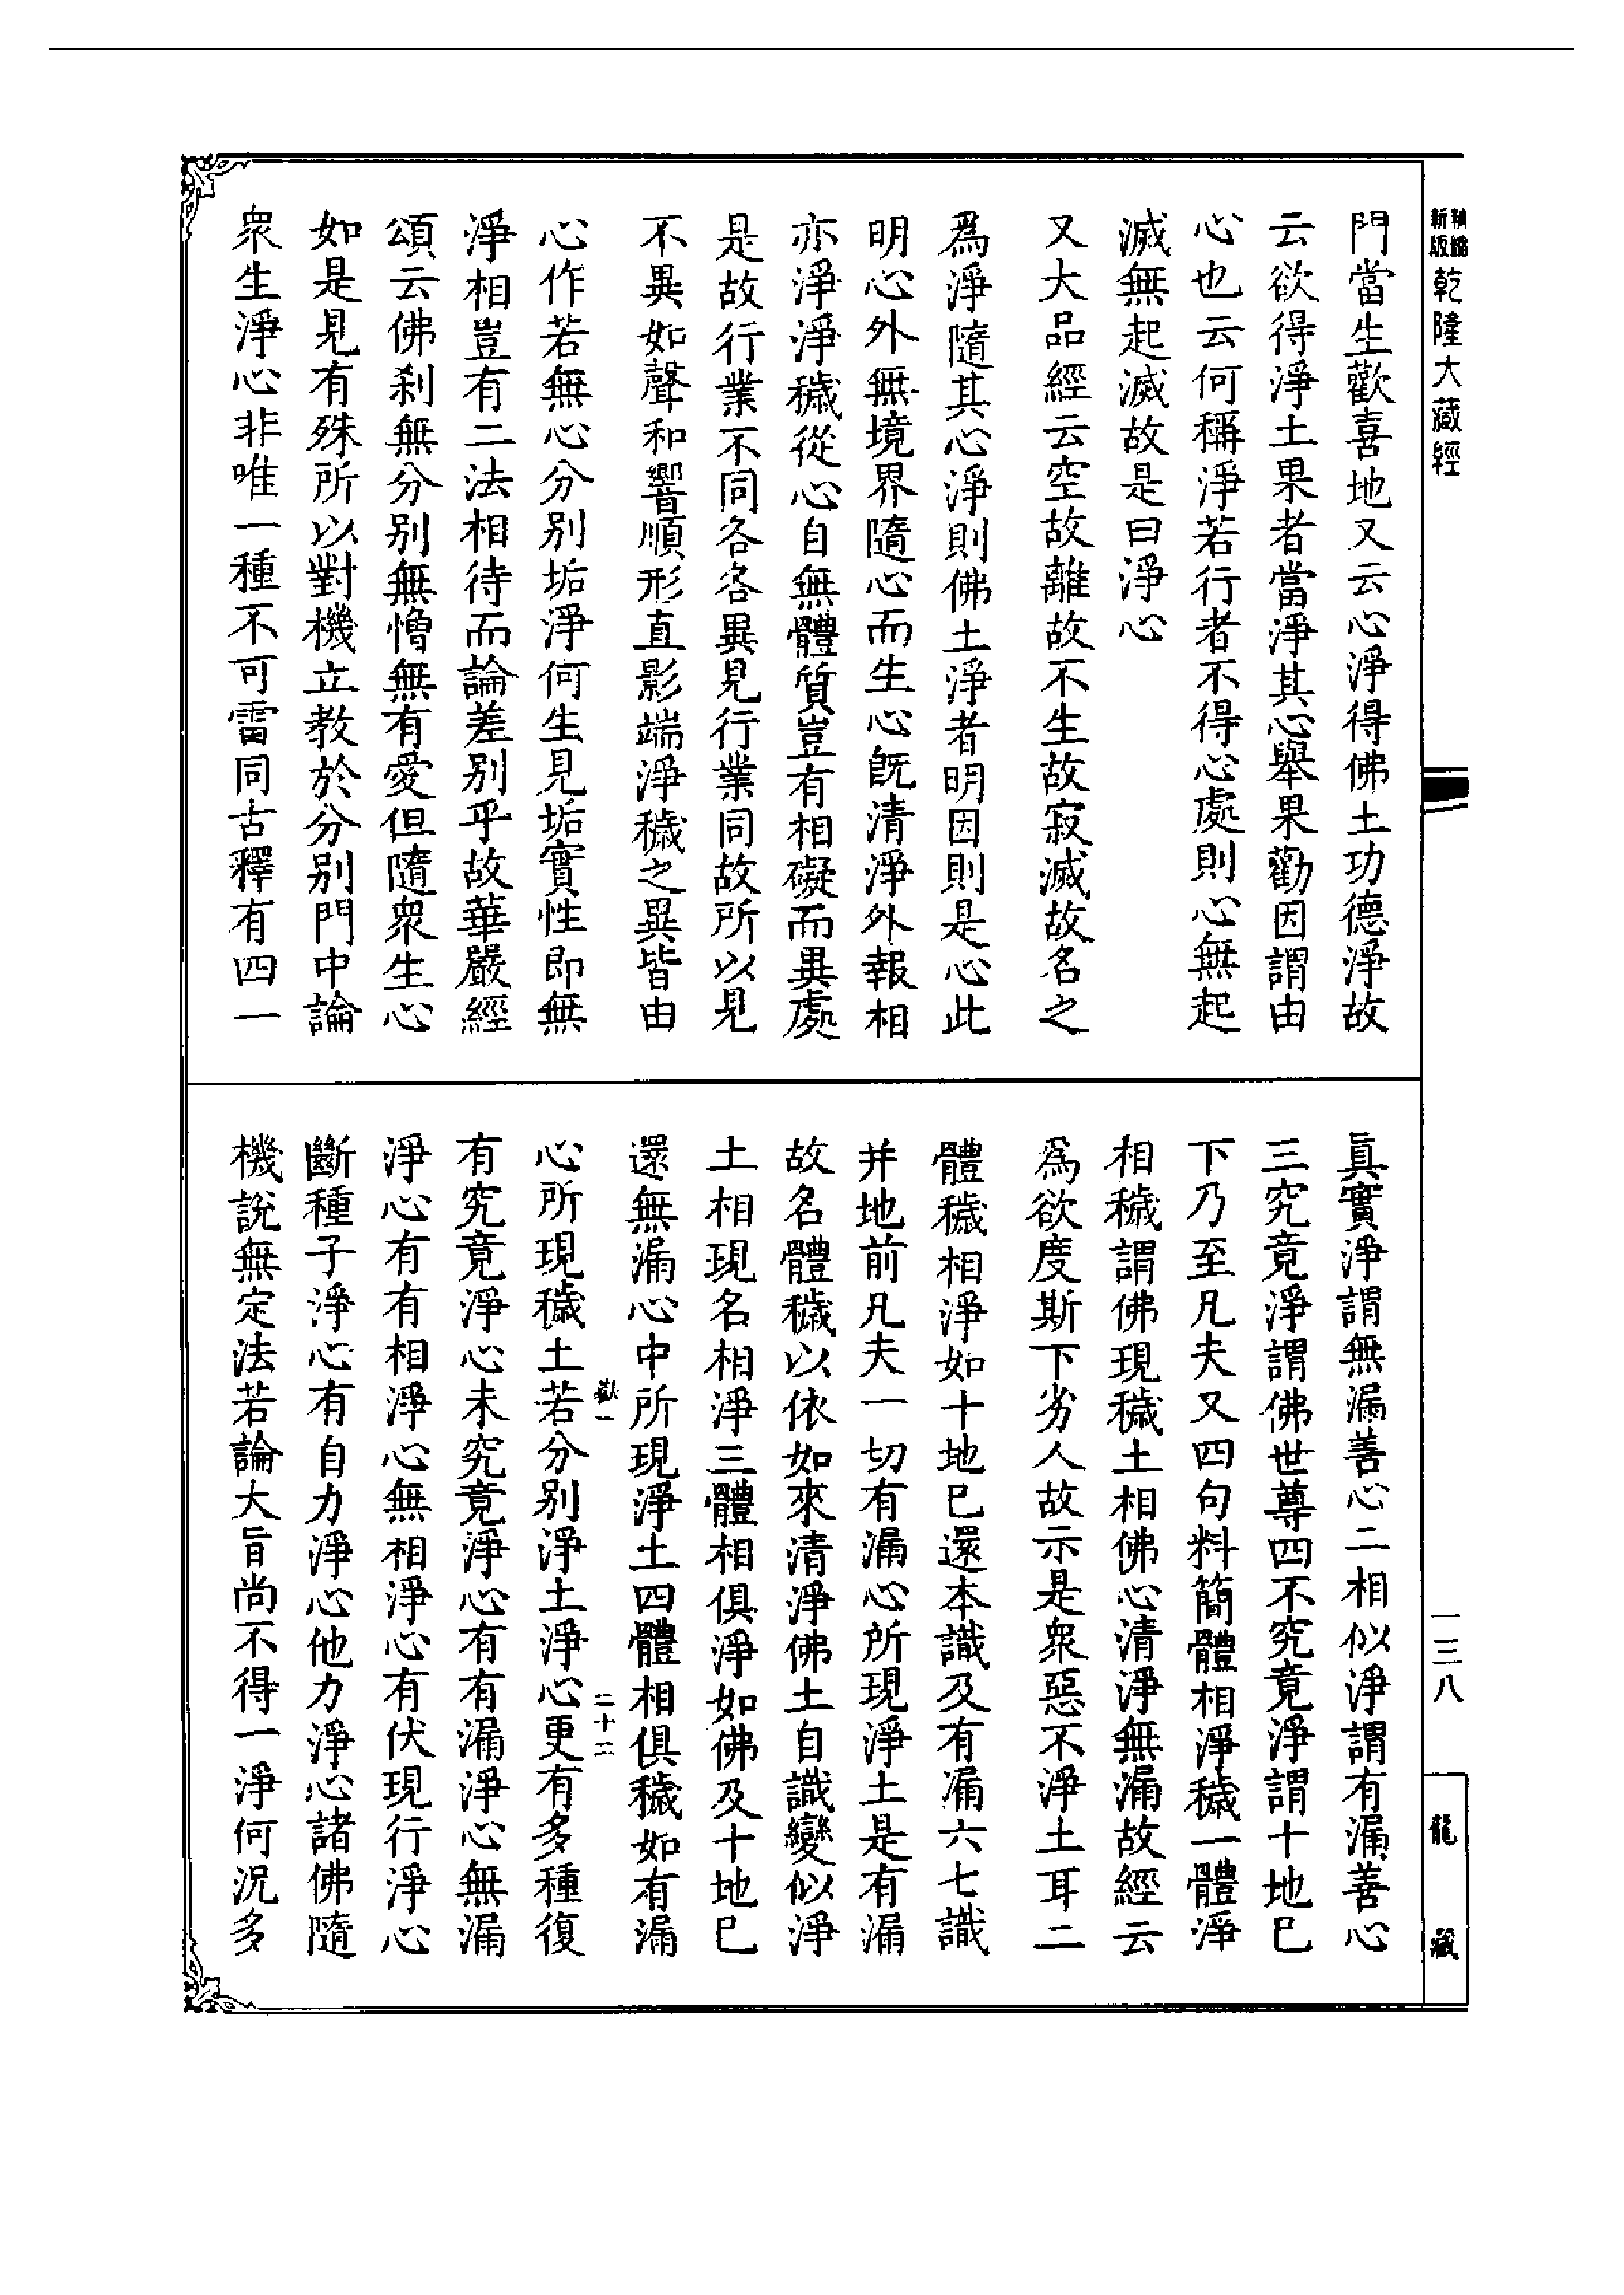 精縮新版
乾隆大藏經
一三八
龍藏
門當生歡喜地又云心淨得佛土功德淨故
云欲得淨土果者當淨其心舉果勸因謂由
心也云何稱淨若行者不得心處則心無起
滅無起滅故是曰淨心
又大品經云空故離故不生故寂滅故名之
爲淨隨其心淨則佛土淨者明因則是心此
明心外無境界隨心而生心既清淨外報相
亦淨淨穢從心自無體質豈有相礙而異處
是故行業不同各各異見行業同故所以見
不異如聲和響順形直影端淨穢之異皆由
心作若無心分別垢淨何生見垢實性即無
淨相豈有二法相待而論差別乎故華嚴經
頌云佛刹無分別無憎無有愛但隨衆生心
如是見有殊所以對機立教於分別門中論
衆生淨心非唯一種不可雷同古釋有四一
真實淨謂無漏善心二相似淨謂有漏善心
三究竟淨謂佛世尊四不究竟淨謂十地已
下乃至凡夫又四句料簡體相淨穢一體淨
相穢謂佛現穢土相佛心清淨無漏故經云
爲欲度斯下劣人故示是衆惡不淨土耳二
體穢相淨如十地已還本識及有漏六七識
并地前凡夫一切有漏心所現淨土是有漏
故名體穢以依如來清淨佛土自識變似淨
土相現名相淨三體相俱淨如佛及十地已
還無漏心中所現淨土四體相俱穢如有漏
二十二
心所現穢土若分別淨土淨心更有多種復
有究竟淨心未究竟淨心有有漏淨心無漏
淨心有有相淨心無相淨心有伏現行淨心
斷種子淨心有自力淨心他力淨心諸佛隨
機說無定法若論大旨尚不得一淨何況多